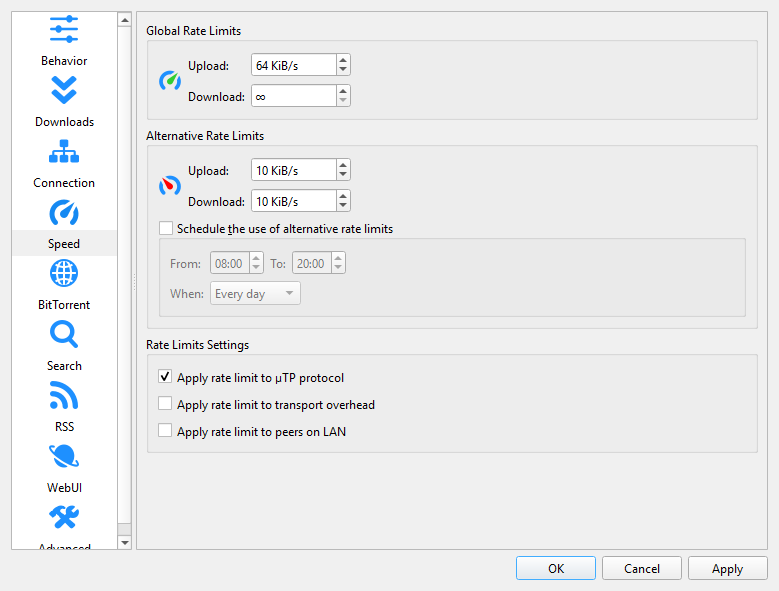 Behavior
Downloads
Connection
Speed
BitTorrent
Search
RSS
WebUI
Advanced
Global Rate Limits
Upload: 64 KiB/s
Download: ∞
Alternative Rate Limits
Upload: 10 KiB/s
Download: 10 KiB/s
Schedule the use of alternative rate limits
From: 08:00 To: 20:00
When: Every day
Rate Limits Settings
Apply rate limit to µTP protocol
Apply rate limit to transport overhead
Apply rate limit to peers on LAN
OK Cancel Apply